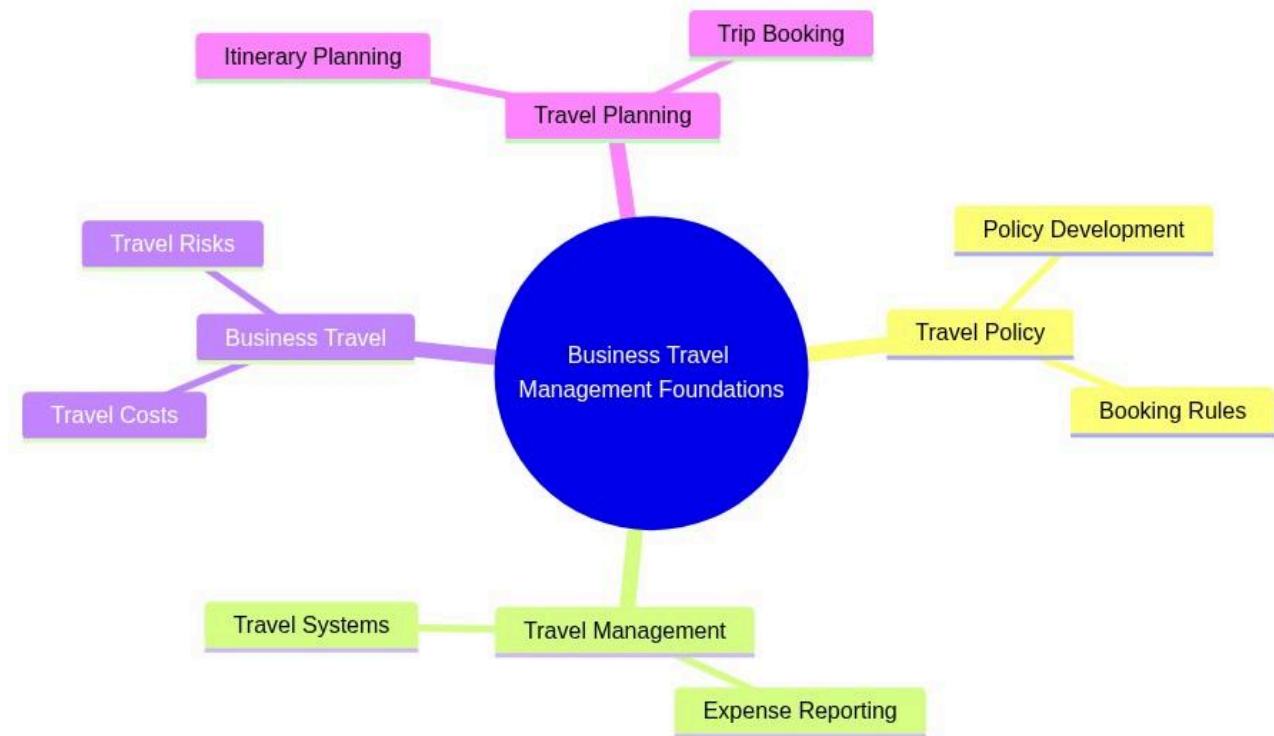 Trip Booking
Itinerary Planning
Travel Planning
Travel Risks
Policy Development
Business Travel
Travel Policy
Business Travel
Management Foundations
Travel Costs
Booking Rules
Travel Systems
Travel Management
Expense Reporting